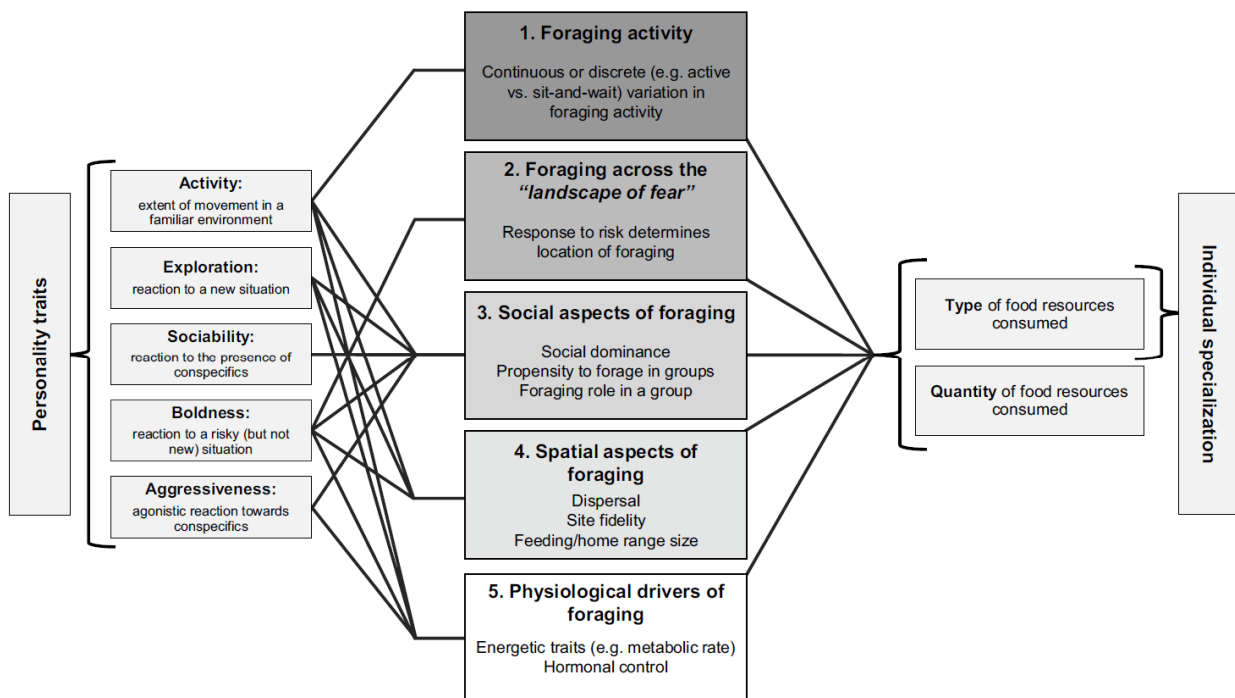 Personality traits
Activity:
extent of movement in a
familiar environment
Exploration:
reaction to a new situation
Sociability:
reaction to the presence of
conspecifics
Boldness:
reaction to a risky (but not
new) situation
Aggressiveness:
agonistic reaction towards
conspecifics
1. Foraging activity
Continuous or discrete (e.g. active
vs. sit-and-wait) variation in
foraging activity
2. Foraging across the
“landscape of fear”
Response to risk determines
location of foraging
3. Social aspects of foraging
Social dominance
Propensity to forage in groups
Foraging role in a group
4. Spatial aspects of
foraging
Dispersal
Site fidelity
Feeding/home range size
5. Physiological drivers of
foraging
Energetic traits (e.g. metabolic rate)
Hormonal control
Type of food resources
consumed
Quantity of food resources
consumed
Individual specialization